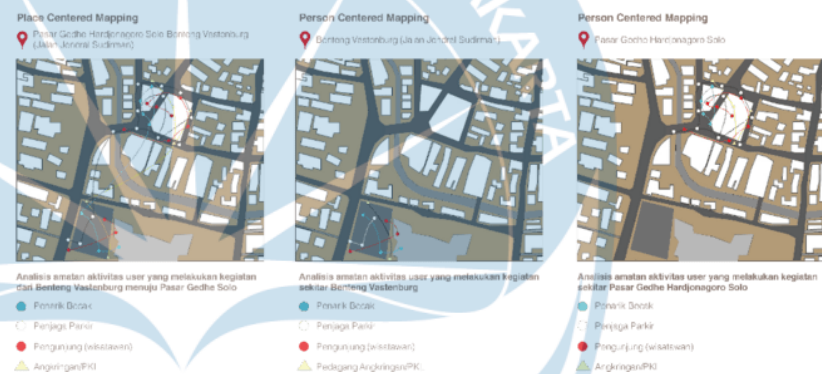 Place Centered Mapping
Pasar Gedhe Hardjonagoro Solo Benteng Vastenburg
(Jalan Jendral Sudirman)
Analisis amatan aktivitas user yang melakukan kegiatan
dari Benteng Vastenburg menuju Pasar Gedhe Solo
Penarik Becak
Penjaga Parkir
Pengunjung (wisatawan)
Angkringan/PKl
Person Centered Mapping
Benteng Vastenburg (Jalan Jendral Sudirman)
Analisis amatan aktivitas user yang melakukan kegiatan
sekitar Benteng Vastenburg
Penarik Becak
Penjaga Parkir
Pengunjung (wisatawan)
Pedagang Angkringan/PKL
Person Centered Mapping
Pasar Gedhe Hardjonagoro Solo
Analisis amatan aktivitas user yang melakukan kegiatan
sekitar Pasar Gedhe Hardjonagoro Solo
Penarik Becak
Penjaga Parkir
Pengunjung (wisatawan)
Angkringan/PKl
KARTA